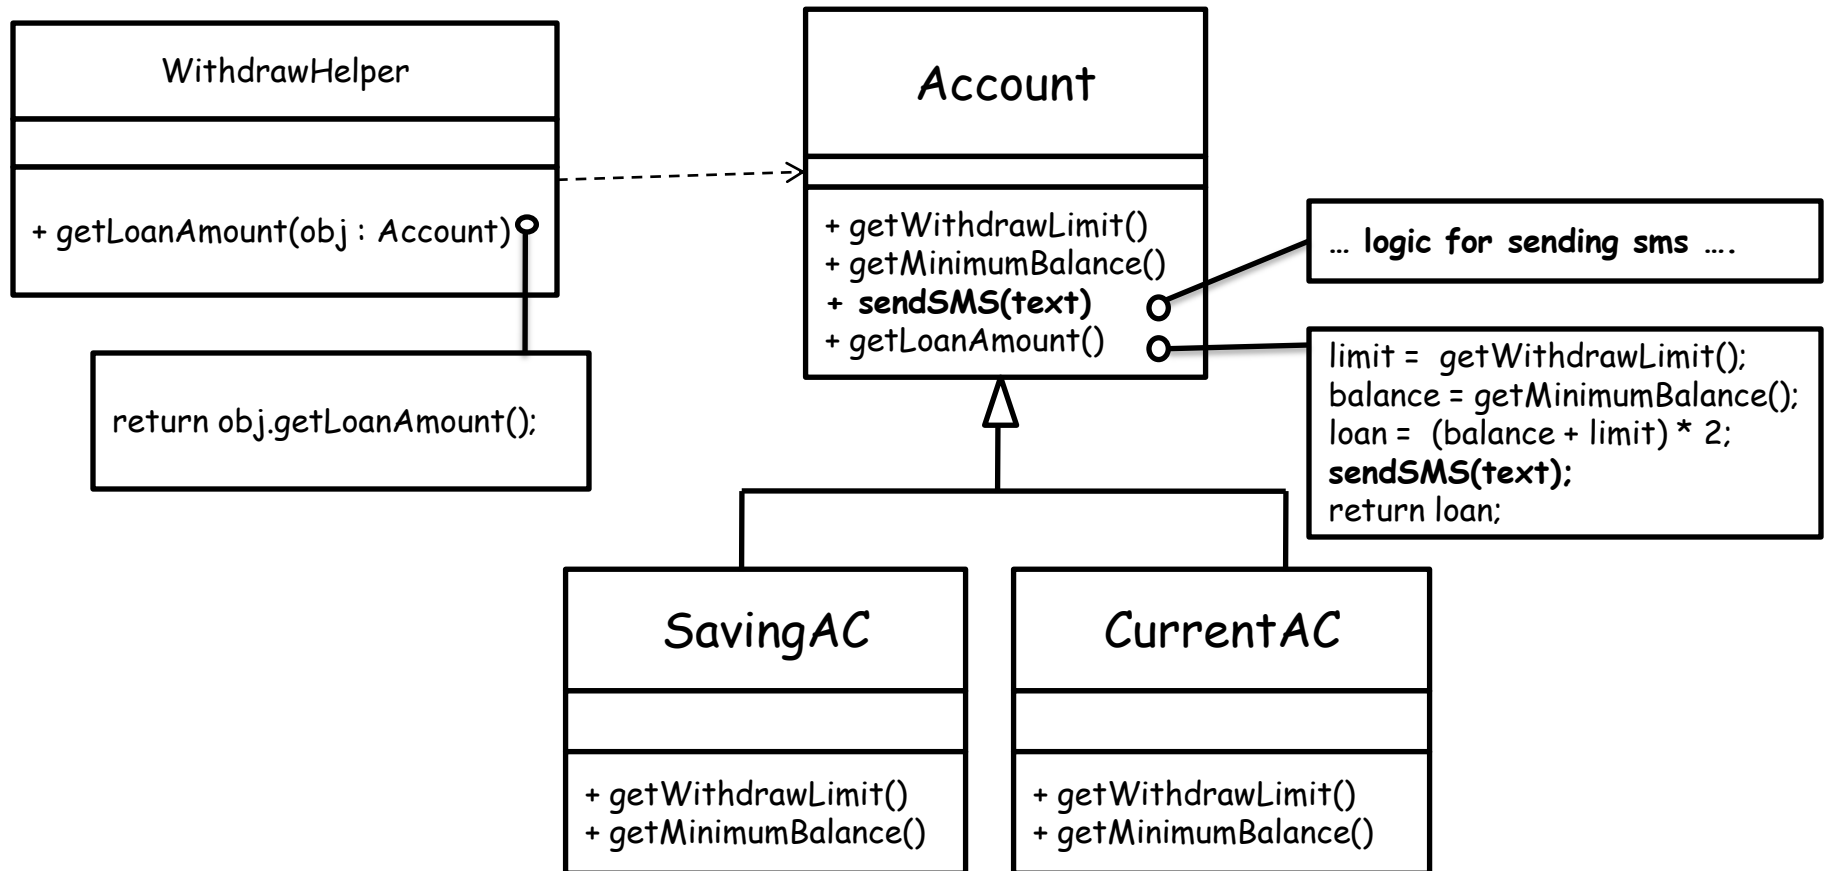 WithdrawHelper
+ getLoanAmount(obj : Account)
return obj.getLoanAmount();
Account
+ getWithdrawLimit()
+ getMinimumBalance()
+ sendSMS(text)
+ getLoanAmount()
... logic for sending sms ....
limit = getWithdrawLimit();
balance = getMinimumBalance();
loan = (balance + limit) * 2;
sendSMS(text);
return loan;
SavingAC
+ getWithdrawLimit()
+ getMinimumBalance()
CurrentAC
+ getWithdrawLimit()
+ getMinimumBalance()